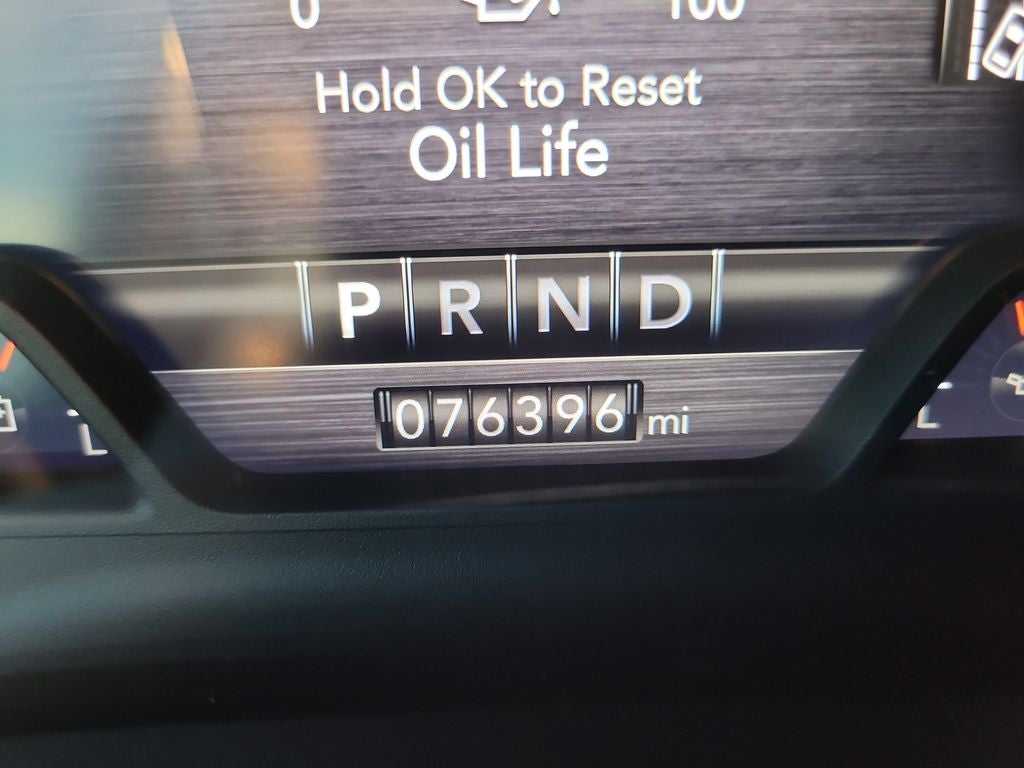 0 100
Hold OK to Reset
Oil Life
P R N D
076396 mi
L L